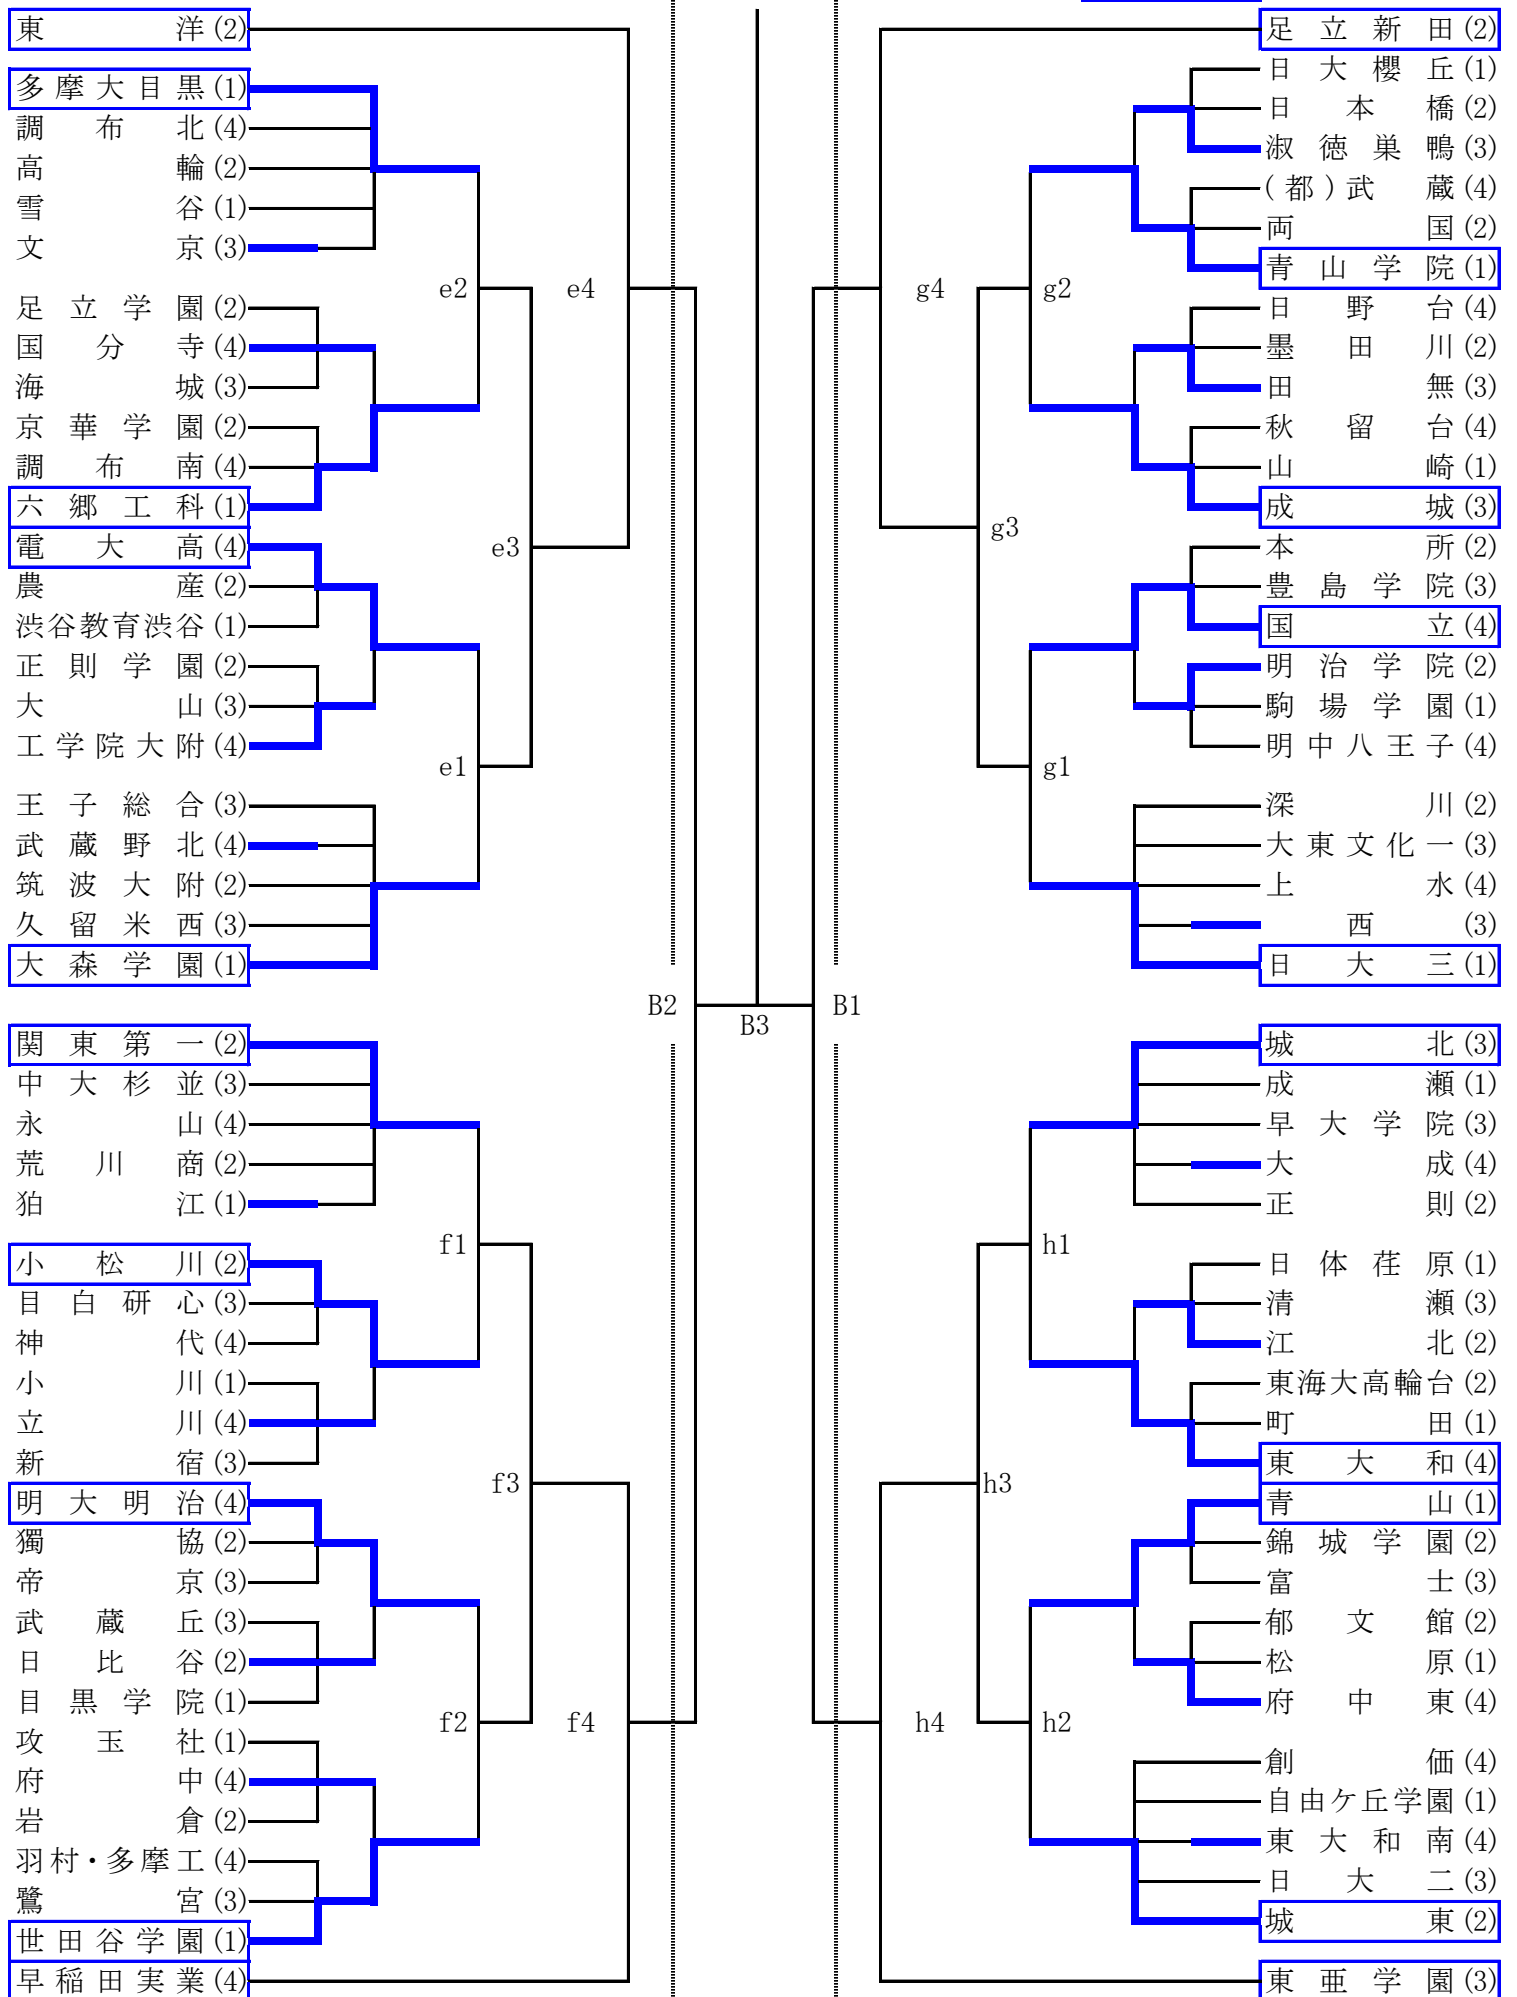 東洋(2)
多摩大目黒(1)
調布北(4)
高輪(2)
雪谷(1)
文京(3)
足立学園(2)
国分寺(4)
海城(3)
京華学園(2)
調布南(4)
六郷工科(1)
電大高(4)
農産(2)
渋谷教育渋谷(1)
正則学園(2)
大山(3)
工学院大附(4)
王子総合(3)
武蔵野北(4)
筑波大附(2)
久留米西(3)
大森学園(1)
関東第一(2)
中大杉並(3)
永山(4)
荒川商(2)
狛江(1)
小松川(2)
目白研心(3)
神代(4)
小川(1)
立川(4)
新宿(3)
明大明治(4)
獨協(2)
帝京(3)
武蔵丘(3)
日比谷(2)
目黒学院(1)
攻玉社(1)
府中(4)
岩倉(2)
羽村・多摩工(4)
鷺宮(3)
世田谷学園(1)
早稲田実業(4)
e2
e4
e3
e1
f1
f3
f2
f4
B2
B3
B1
g4
g2
g3
g1
h1
h3
h4
h2
足立新田(2)
日大櫻丘(1)
日本橋(2)
淑徳巣鴨(3)
(都)武蔵(4)
両国(2)
青山学院(1)
日野台(4)
墨田川(2)
田無(3)
秋留台(4)
山崎(1)
成城(3)
本所(2)
豊島学院(3)
国立(4)
明治学院(2)
駒場学園(1)
明中八王子(4)
深川(2)
大東文化一(3)
上水(4)
西(3)
日大三(1)
城北(3)
成瀬(1)
早大学院(3)
大成(4)
正則(2)
日体荏原(1)
清瀬(3)
江北(2)
東海大高輪台(2)
町田(1)
東大和(4)
青山(1)
錦城学園(2)
富士(3)
郁文館(2)
松原(1)
府中東(4)
創価(4)
自由ケ丘学園(1)
東大和南(4)
日大二(3)
城東(2)
東亜学園(3)